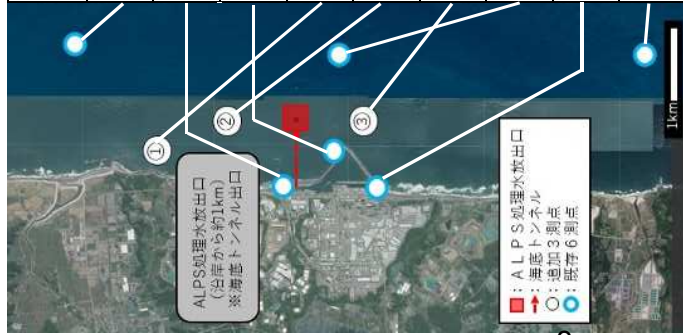 ①
②
③
ALPS処理水放出口
(沿岸から約1km)
※海底トンネル出口
：ALPS処理水放出口
：海底トンネル
：追加3測点
：既存6測点
1km